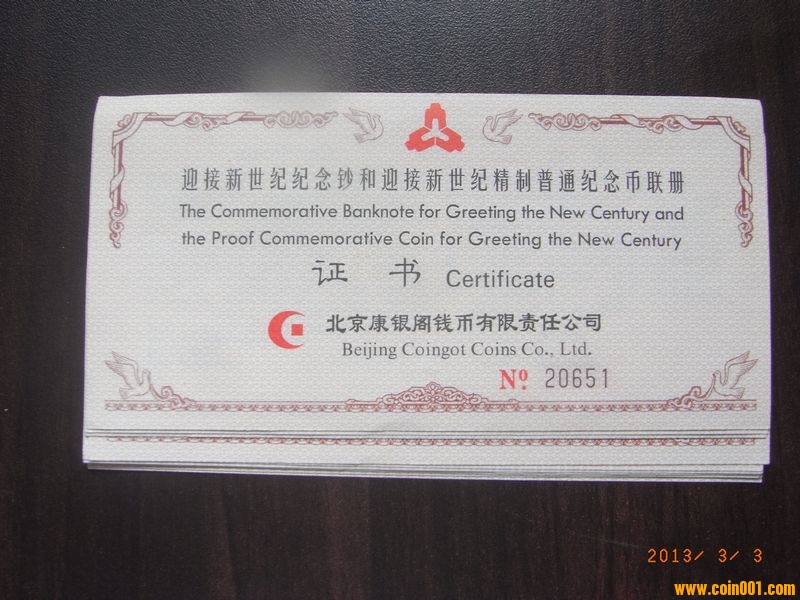 迎接新世纪纪念钞和迎接新世纪精制普通纪念币联册
The Commemorative Banknote for Greeting the New Century and
the Proof Commemorative Coin for Greeting the New Century
证 书 Certificate
北京康银阁钱币有限责任公司
Beijing Coingot Coins Co., Ltd.
Nº 20651
2013/ 3/ 3
www.coin001.com